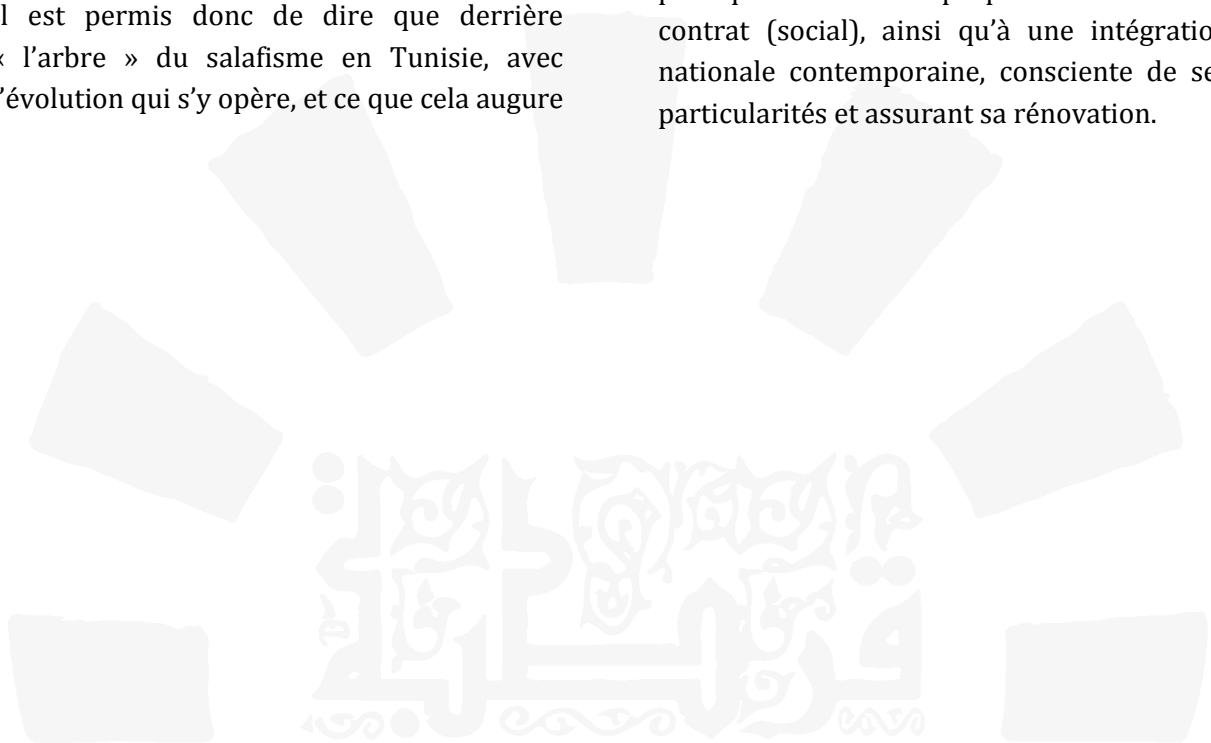 l est permis donc de dire que derrière
« l’arbre » du salafisme en Tunisie, avec
’évolution qui s’y opère, et ce que cela augure
contrat (social), ainsi qu’à une intégratio
nationale contemporaine, consciente de se
particularités et assurant sa rénovation.